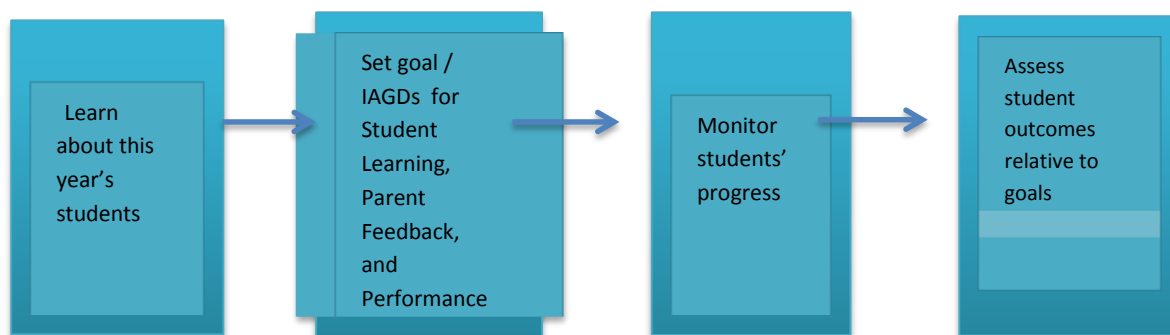 Learn
about this
year’s
students
Set goal /
IAGDs for
Student
Learning,
Parent
Feedback,
and
Performance
Monitor
students’
progress
Assess
student
outcomes
relative to
goals